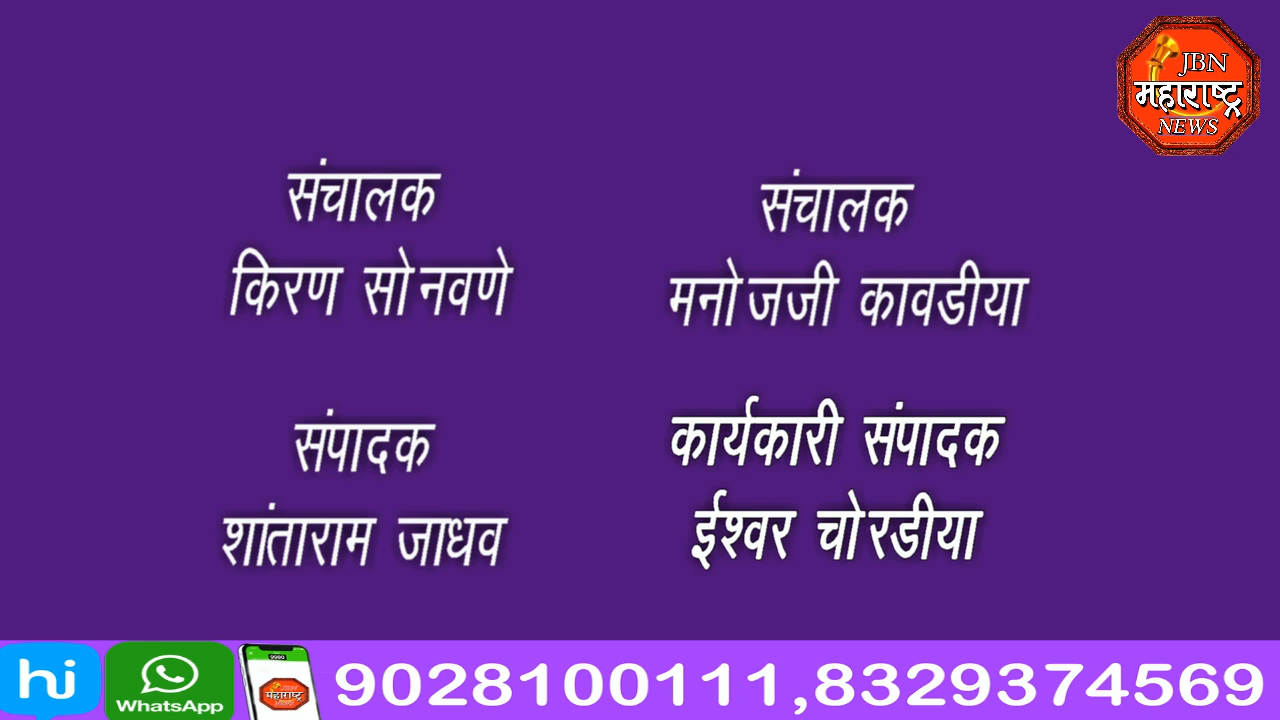 JBN
महाराष्ट्र
NEWS
संचालक
किरण सोनवणे
संचालक
मनोजजी कावडीया
संपादक
शांताराम जाधव
कार्यकारी संपादक
ईश्वर चोरडीया
hi
WhatsApp
महाराष्ट्र
9028100111,8329374569